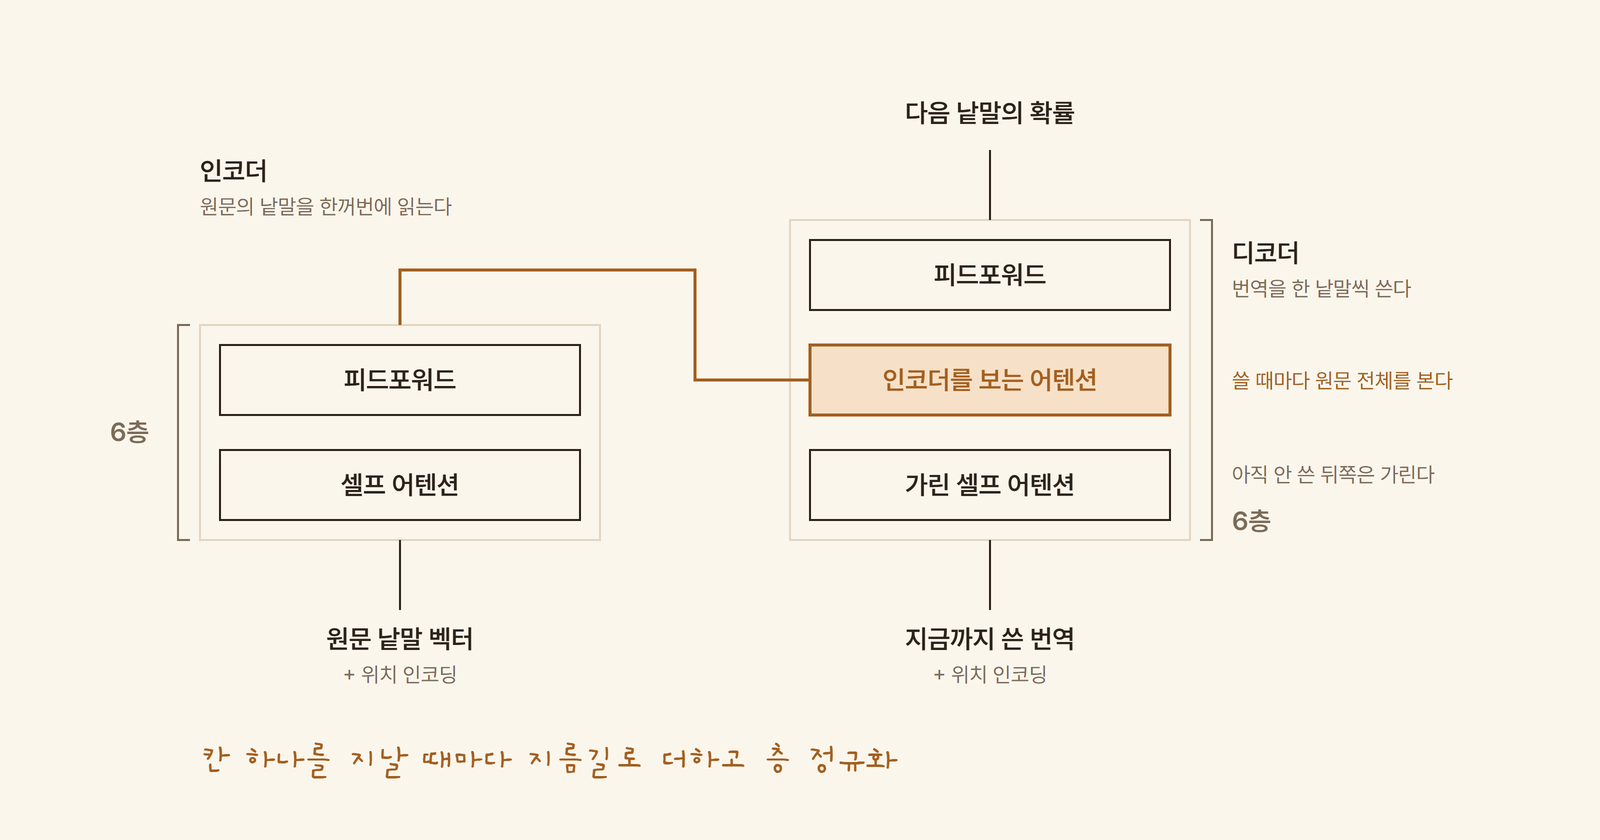 다음 낱말의 확률
인코더
원문의 낱말을 한꺼번에 읽는다
피드포워드
디코더
번역을 한 낱말씩 쓴다
피드포워드
인코더를 보는 어텐션
쓸 때마다 원문 전체를 본다
6층
셀프 어텐션
가린 셀프 어텐션
아직 안 쓴 뒤쪽은 가린다
6층
원문 낱말 벡터
+ 위치 인코딩
지금까지 쓴 번역
+ 위치 인코딩
칸 하나를 지날 때마다 지름길로 더하고 층 정규화